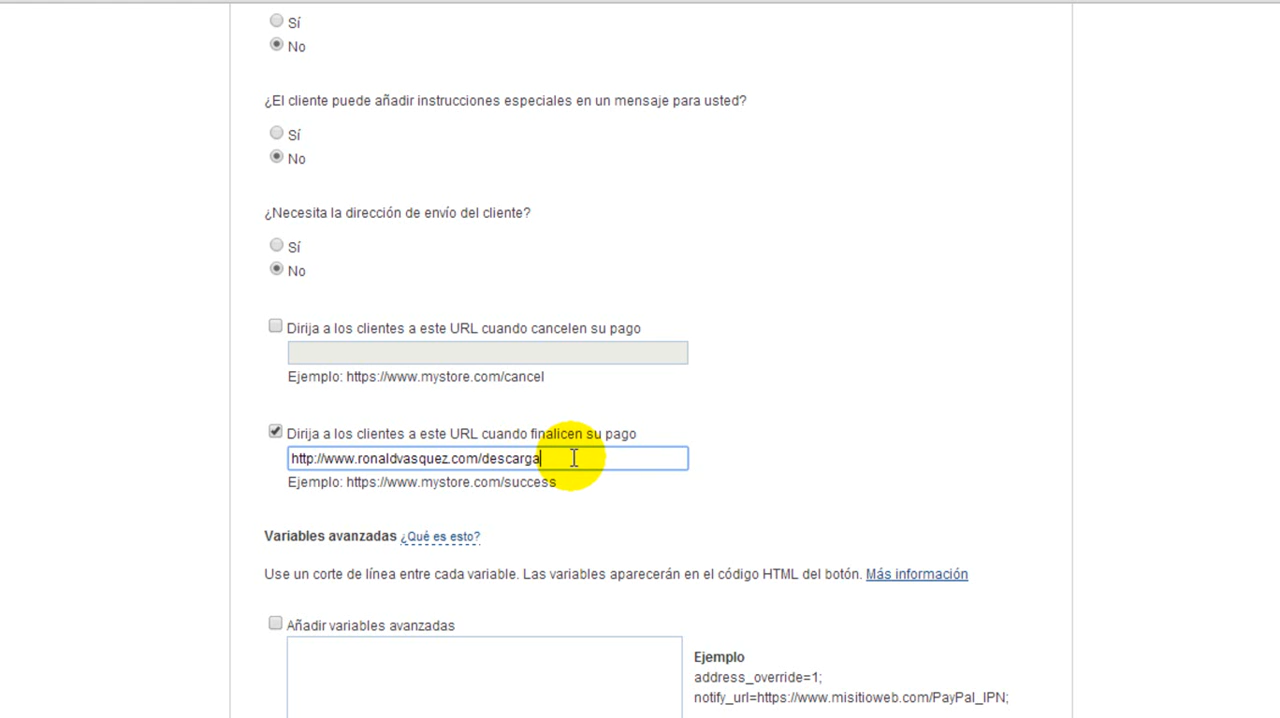 Sí
No
¿El cliente puede añadir instrucciones especiales en un mensaje para usted?
Sí
No
¿Necesita la dirección de envío del cliente?
Sí
No
Dirija a los clientes a este URL cuando cancelen su pago
Ejemplo: https://www.mystore.com/cancel
Dirija a los clientes a este URL cuando finalicen su pago
http://www.ronaldvasquez.com/descarga
Ejemplo: https://www.mystore.com/success
Variables avanzadas ¿Qué es esto?
Use un corte de línea entre cada variable. Las variables aparecerán en el código HTML del botón. Más información
Añadir variables avanzadas
Ejemplo
address_override=1;
notify_url=https://www.misitioweb.com/PayPal_IPN;